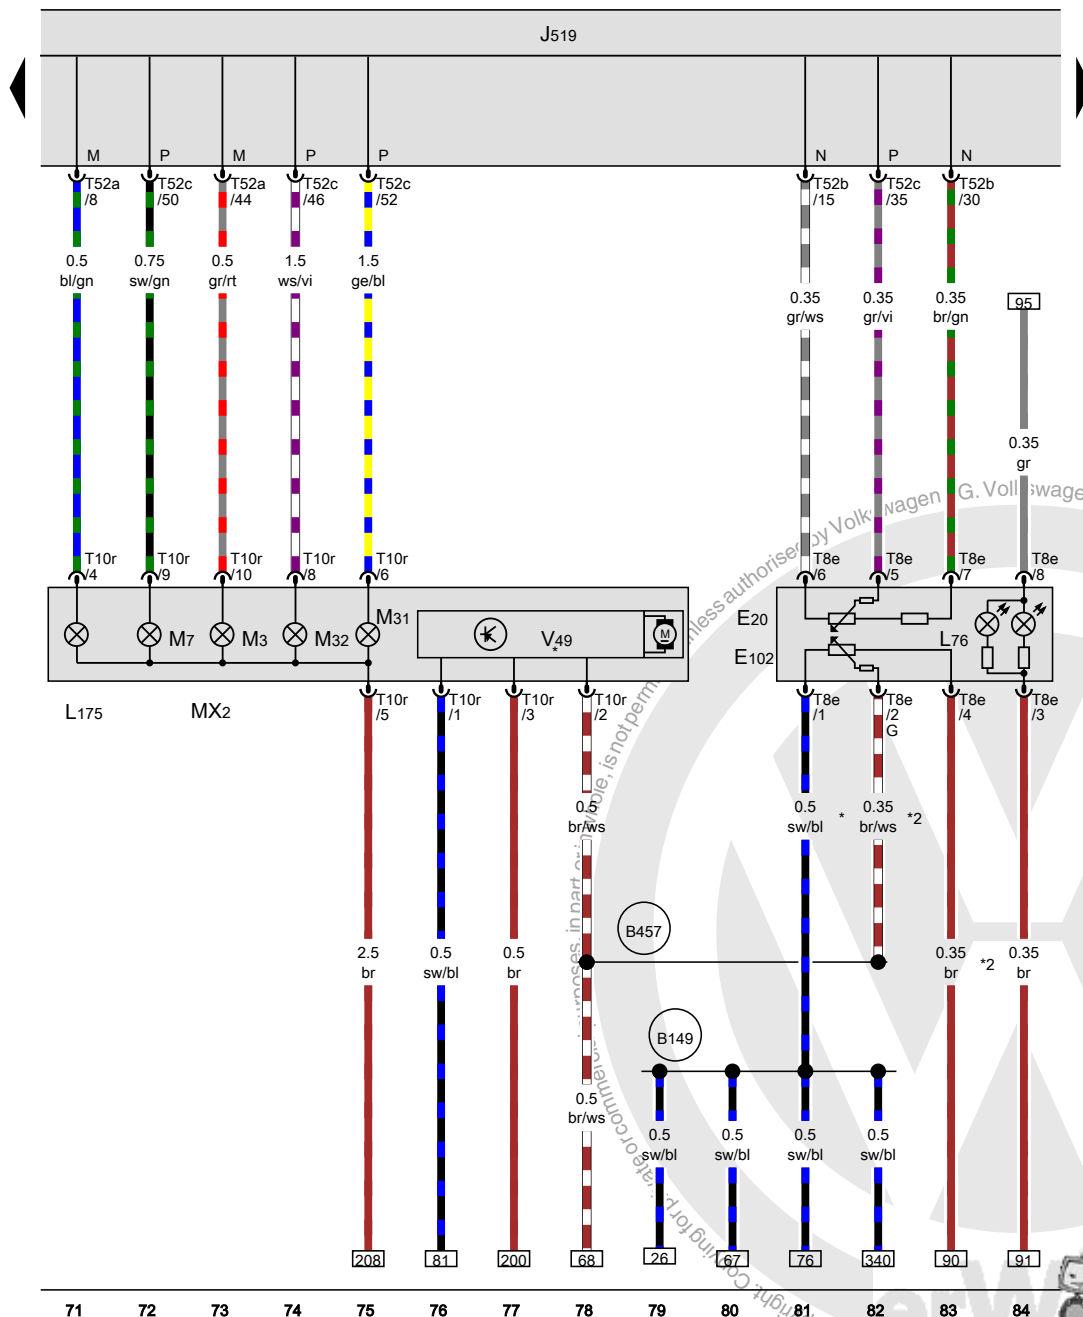 J519
M P M P P N P N
T52a /8
T52c /50
T52a /44
T52c /46
T52c /52
T52b /15
T52c /35
T52b /30
0.5 bl/gn
0.75 sw/gn
0.5 gr/rt
1.5 ws/vi
1.5 ge/bl
0.35 gr/ws
0.35 gr/vi
0.35 br/gn
95
0.35 gr
T10r /4
T10r /9
T10r /10
T10r /8
T10r /6
T8e /6
T8e /5
T8e /7
T8e /8
M7
M3
M32
M31
V49
*
M
E20
E102
L76
L175
MX2
T10r /5
T10r /1
T10r /3
T10r /2
T8e /1
T8e /2
G
T8e /4
T8e /3
0.5 br/ws
0.5 sw/bl
*
0.35 br/ws
*2
B457
2.5 br
0.5 sw/bl
0.5 br
0.35 br
*2
0.35 br
B149
0.5 br/ws
0.5 sw/bl
0.5 sw/bl
0.5 sw/bl
0.5 sw/bl
208 81 200 68 26 67 76 340 90 91
71 72 73 74 75 76 77 78 79 80 81 82 83 84